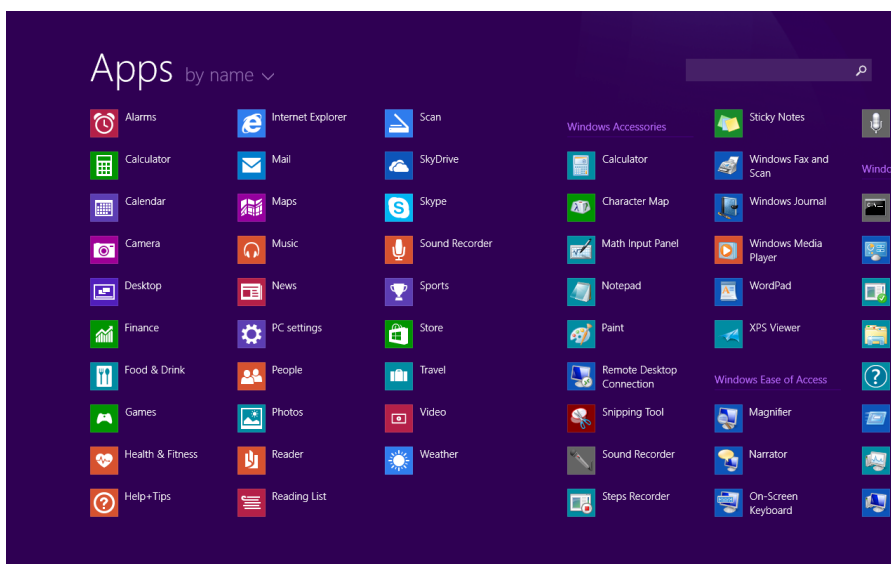 Apps by name
Alarms
Calculator
Calendar
Camera
Desktop
Finance
Food & Drink
Games
Health & Fitness
Help+Tips
Internet Explorer
Mail
Maps
Music
News
PC settings
People
Photos
Reader
Reading List
Scan
SkyDrive
Skype
Sound Recorder
Sports
Store
Travel
Video
Weather
Windows Accessories
Calculator
Character Map
Math Input Panel
Notepad
Paint
Remote Desktop
Connection
Snipping Tool
Sound Recorder
Steps Recorder
Sticky Notes
Windows Fax and
Scan
Windows Journal
Windows Media
Player
WordPad
XPS Viewer
Windows Ease of Access
Magnifier
Narrator
On-Screen
Keyboard